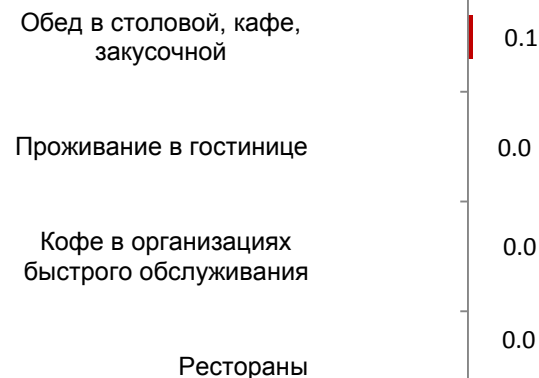 Обед в столовой, кафе,
закусочной
0.1
Проживание в гостинице
0.0
Кофе в организациях
быстрого обслуживания
0.0
0.0
Рестораны